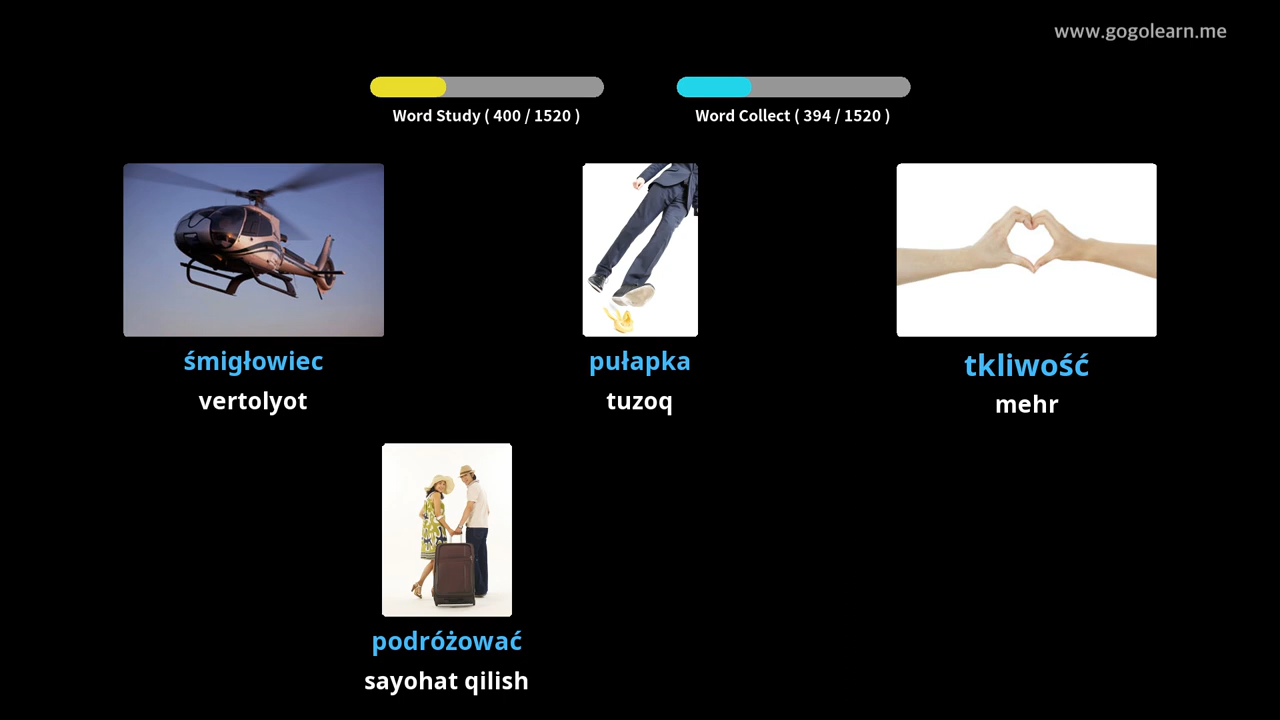 www.gogolearn.me
Word Study ( 400 / 1520 )
Word Collect ( 394 / 1520 )
śmigłowiec
vertolyot
pułapka
tuzoq
tkliwość
mehr
podróżować
sayohat qilish